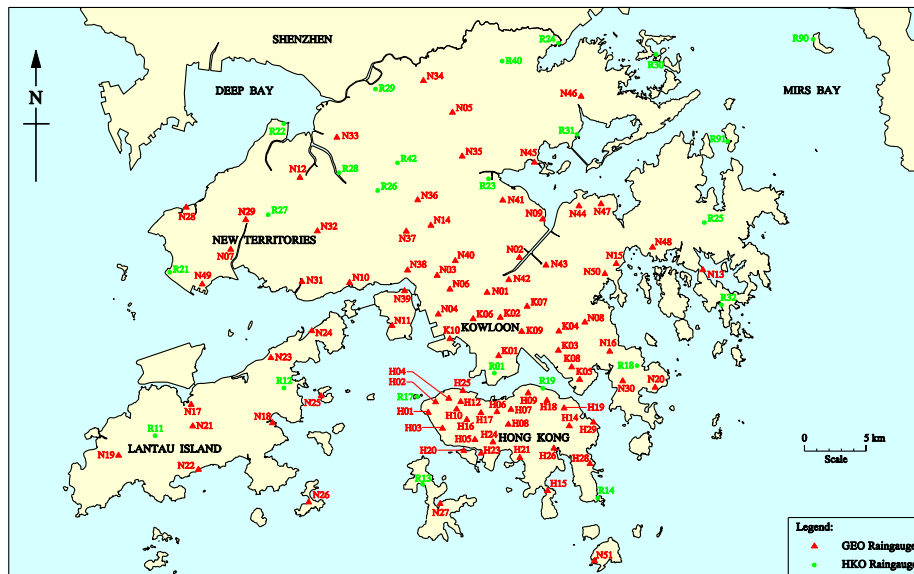 SHENZHEN
R24
R90
R40
R30
N34
DEEP BAY
R29
N46
MIRS BAY
N
N05
R22
R31
N33
R91
N35
N45
R42
N12
R28
R23
R26
N36
N41
N44
N47
N28
N29
R27
N09
R25
N14
N32
N37
NEW TERRITORIES
N48
N07
N02
N40
N43
N15
R21
N38
N03
N50
N13
N49
N31
N10
N42
N06
N39
N01
R32
K07
N04
K06
K02
N11
KOWLOON
N08
N24
K10
K09
K04
K03
N16
N23
K01
K08
H04
R01
R18
K05
R12
H02
H25
R19
N30
N20
N25
R17
H12
H06
H09
N17
H01
H10
H07
H18
H19
H17
N18
H16
H08
H14
N21
H03
H29
R11
H05
H24
HONG KONG
0
5 km
LANTAU ISLAND
H20
H23
H21
H26
Scale
N19
H28
N22
R13
H15
R14
N26
N27
Legend:
GEO Raingauge
N51
HKO Raingauge